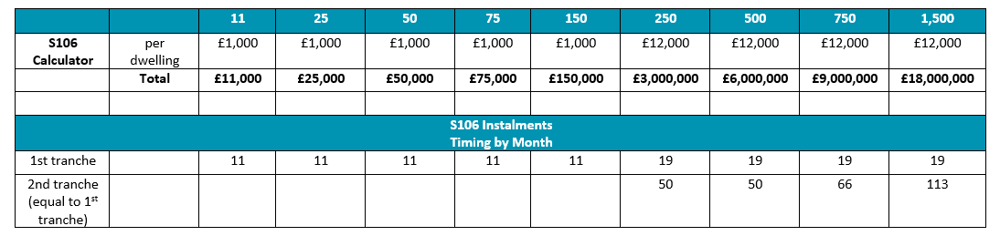 11 25 50 75 150 250 500 750 1,500
S106 Calculator per dwelling £1,000 £1,000 £1,000 £1,000 £1,000 £12,000 £12,000 £12,000 £12,000
Total £11,000 £25,000 £50,000 £75,000 £150,000 £3,000,000 £6,000,000 £9,000,000 £18,000,000
S106 Instalments
Timing by Month
1st tranche 11 11 11 11 11 19 19 19 19
2nd tranche (equal to 1st tranche) 50 50 66 113